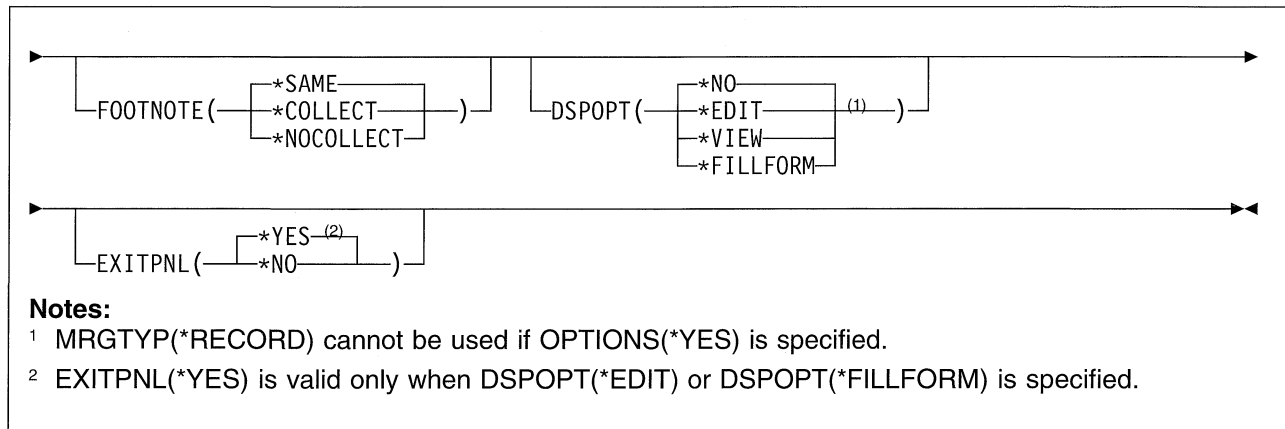 *SAME *NO
FOOTNOTE( *COLLECT ) DSPOPT( *EDIT (1) )
*NOCOLLECT *VIEW
*FILLFORM
*YES (2)
EXITPNL( *NO )
Notes:
1 MRGTYP(*RECORD) cannot be used if OPTIONS(*YES) is specified.
2 EXITPNL(*YES) is valid only when DSPOPT(*EDIT) or DSPOPT(*FILLFORM) is specified.